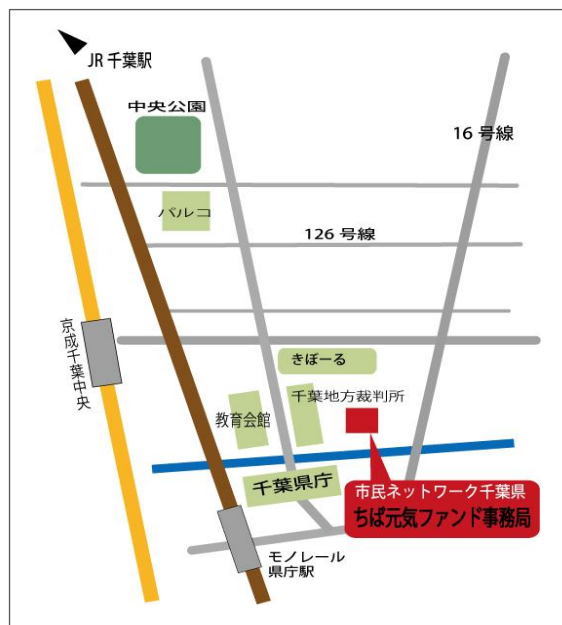 JR 千葉駅
中央公園
16 号線
パルコ
126 号線
京成千葉中央
きぼーる
千葉地方裁判所
教育会館
千葉県庁
市民ネットワーク千葉県
ちば元気ファンド事務局
モノレール
県庁駅